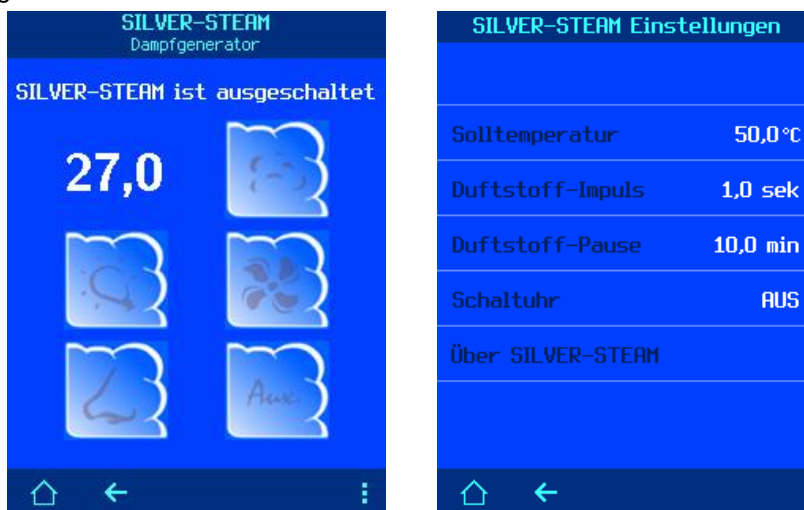 SILVER-STEAM
Dampfgenerator
SILVER-STEAM ist ausgeschaltet
27,0
Aux.
SILVER-STEAM Einstellungen
Solltemperatur 50,0°C
Duftstoff-Impuls 1,0 sek
Duftstoff-Pause 10,0 min
Schaltuhr AUS
Über SILVER-STEAM